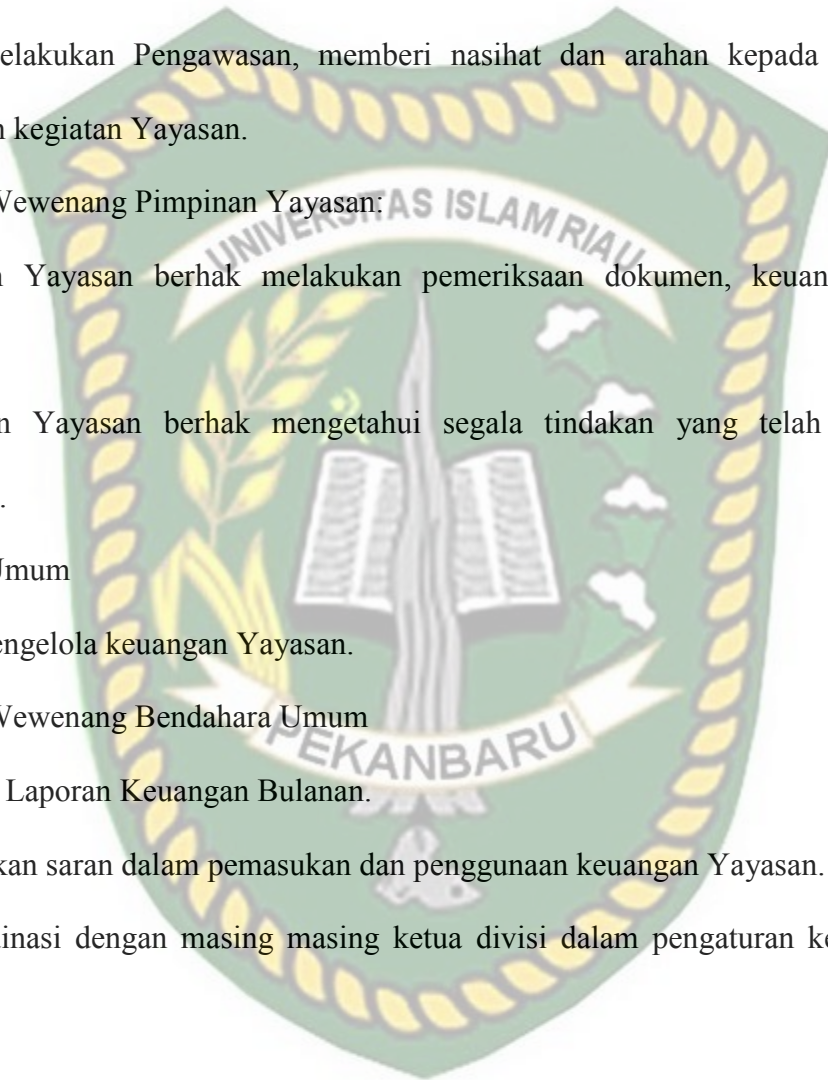 elakukan Pengawasan, memberi nasihat dan arahan kepada
n kegiatan Yayasan.
Wewenang Pimpinan Yayasan:
UNIVERSITAS ISLAM RIAU
n Yayasan berhak melakukan pemeriksaan dokumen, keuan
n Yayasan berhak mengetahui segala tindakan yang telah
.
Umum
engelola keuangan Yayasan.
Wewenang Bendahara Umum
PEKANBARU
Laporan Keuangan Bulanan.
kan saran dalam pemasukan dan penggunaan keuangan Yayasan.
inasi dengan masing masing ketua divisi dalam pengaturan ke